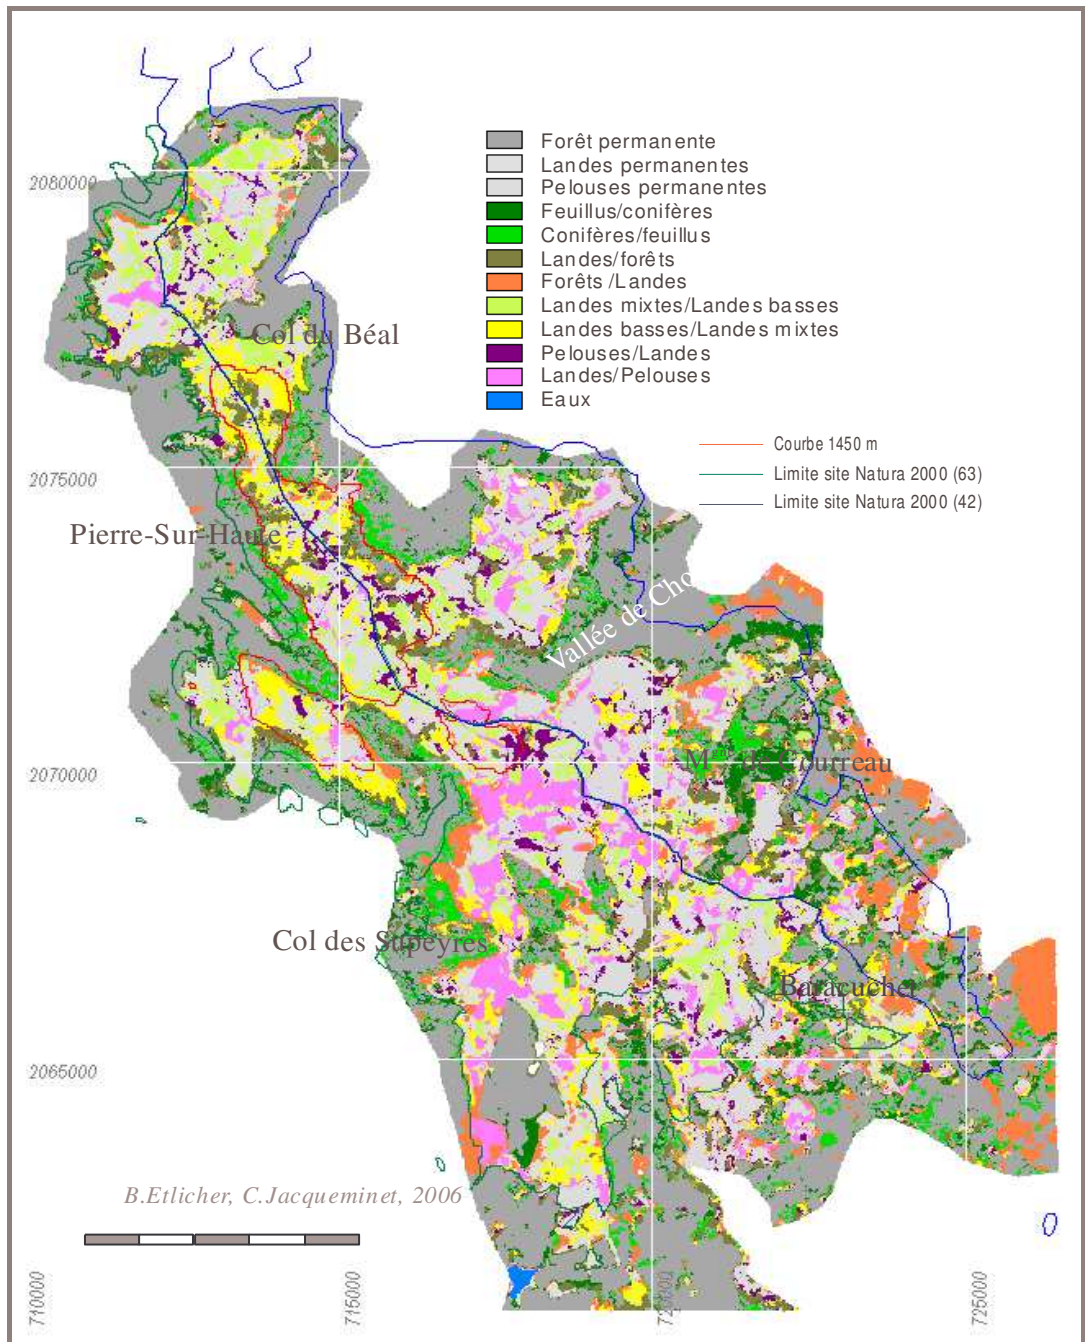 Forêt permanente
Landes permanentes
Pelouses permanentes
Feuillus/conifères
Conifères/feuillus
Landes/forêts
Forêts /Landes
Landes mixtes/Landes basses
Landes basses/Landes mixtes
Pelouses/Landes
Landes/Pelouses
Eaux
Courbe 1450 m
Limite site Natura 2000 (63)
Limite site Natura 2000 (42)
2080000
Col du Béal
2075000
Pierre-Sur-Haute
Vallée de
2070000
de Courreau
Col des Supeyres
Baracuchet
2065000
B.Etlicher, C.Jacqueminet, 2006
710000
715000
720000
725000